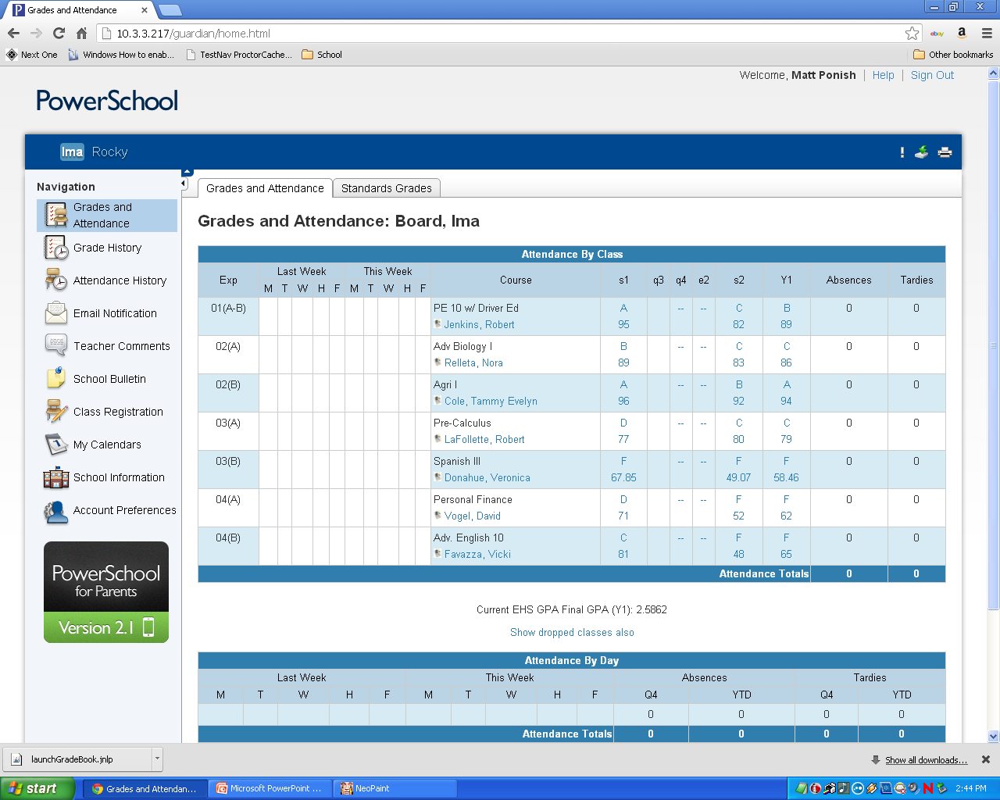 Grades and Attendance
10.3.3.217/guardian/home.html
Next One Windows How to enab... TestNav ProctorCache... School Other bookmarks
Welcome, Matt Ponish | Help | Sign Out
PowerSchool
Ima Rocky
Navigation
Grades and
Attendance
Grade History
Attendance History
Email Notification
Teacher Comments
School Bulletin
Class Registration
My Calendars
School Information
Account Preferences
PowerSchool
for Parents
Version 2.1
Grades and Attendance Standards Grades
Grades and Attendance: Board, Ima
Attendance By Class
Exp Last Week This Week Course s1 q3 q4 e2 s2 Y1 Absences Tardies
M T W H F M T W H F
01(A-B) PE 10 w/ Driver Ed A -- -- C B 0 0
Jenkins, Robert 95 82 89
02(A) Adv Biology I B -- -- C C 0 0
Relleta, Nora 89 83 86
02(B) Agri I A -- -- B A 0 0
Cole, Tammy Evelyn 96 92 94
03(A) Pre-Calculus D -- -- C C 0 0
LaFollette, Robert 77 80 79
03(B) Spanish III F -- -- F F 0 0
Donahue, Veronica 67.85 49.07 58.46
04(A) Personal Finance D -- -- F F 0 0
Vogel, David 71 52 62
04(B) Adv. English 10 C -- -- F F 0 0
Favazza, Vicki 81 48 65
Attendance Totals 0 0
Current EHS GPA Final GPA (Y1): 2.5862
Show dropped classes also
Attendance By Day
Last Week This Week Absences Tardies
M T W H F M T W H F Q4 YTD Q4 YTD
0 0 0 0
Attendance Totals 0 0 0 0
launchGradeBook.jnlp Show all downloads...
start Grades and Attendan... Microsoft PowerPoint ... NeoPaint 2:44 PM